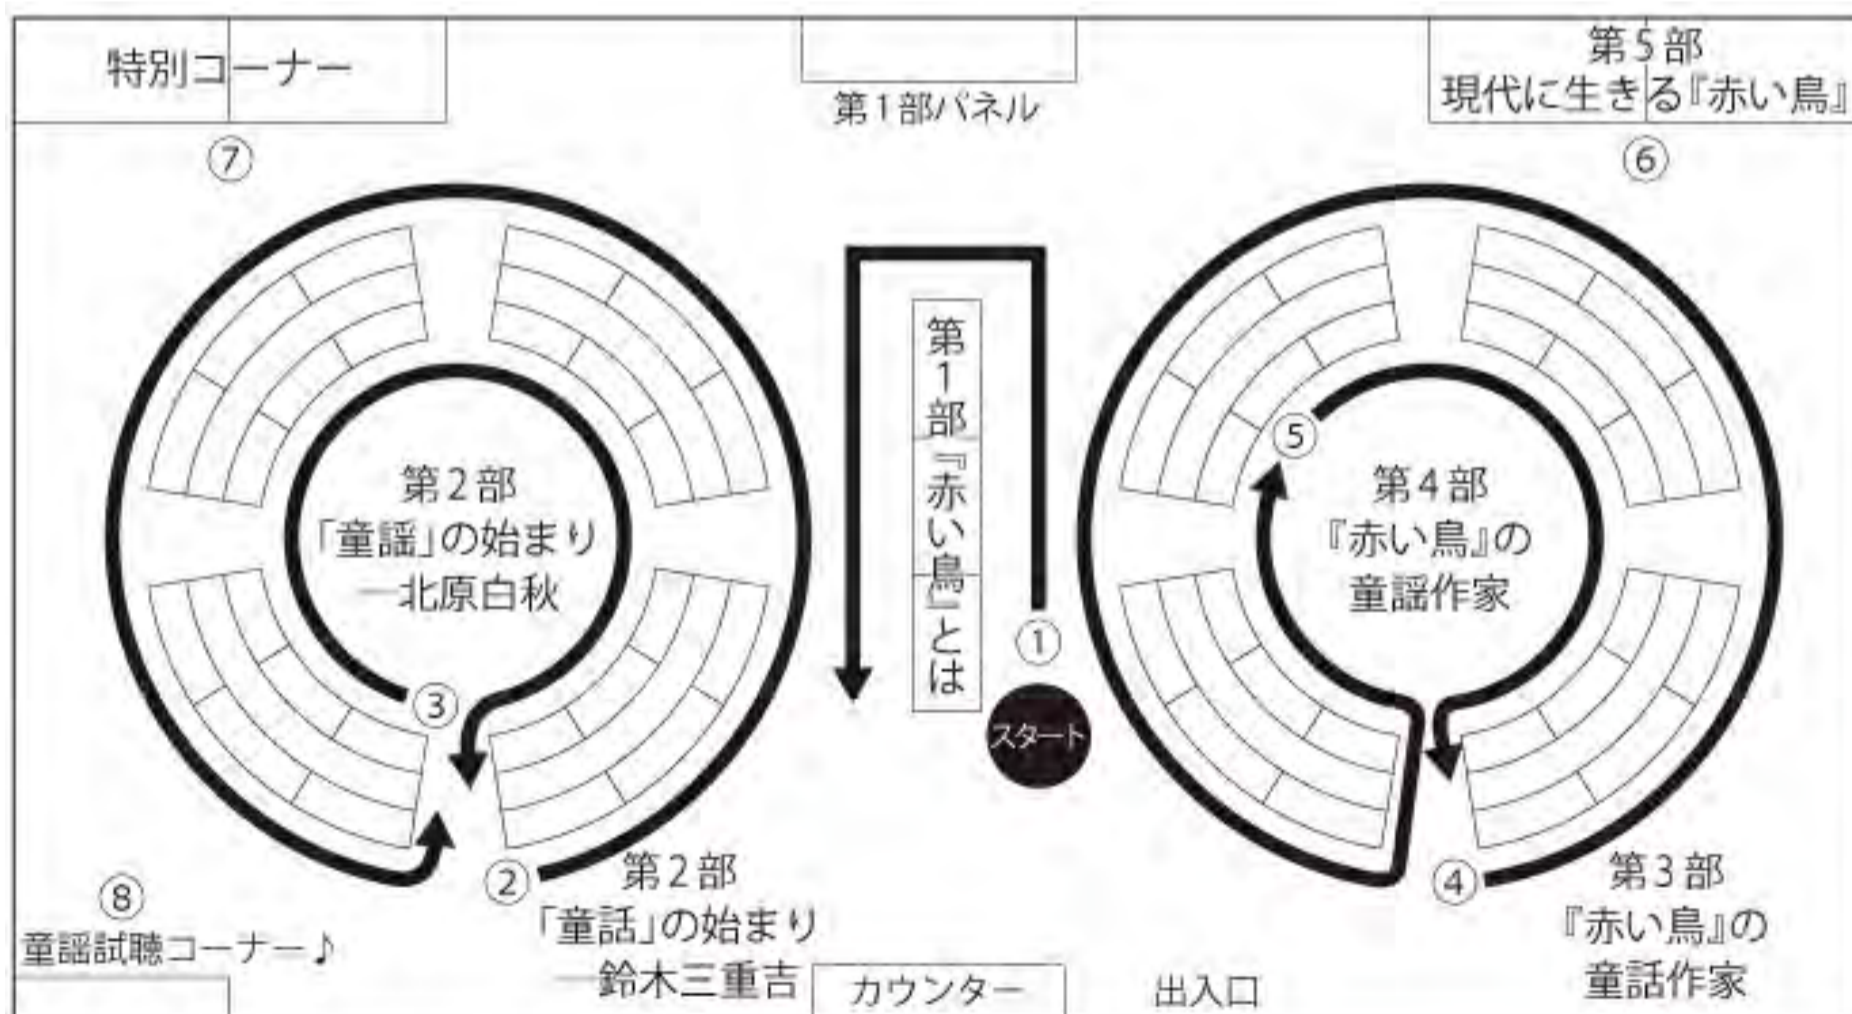 特別コーナー
⑦
第1部パネル
第5部
現代に生きる『赤い鳥』
⑥
第2部
「童謡」の始まり
―北原白秋
③
第1部『赤い鳥』とは
①
スタート
⑤
第4部
『赤い鳥』の
童謡作家
②
第2部
「童話」の始まり
―鈴木三重吉
④
第3部
『赤い鳥』の
童話作家
⑧
童謡試聴コーナー♪
カウンター
出入口